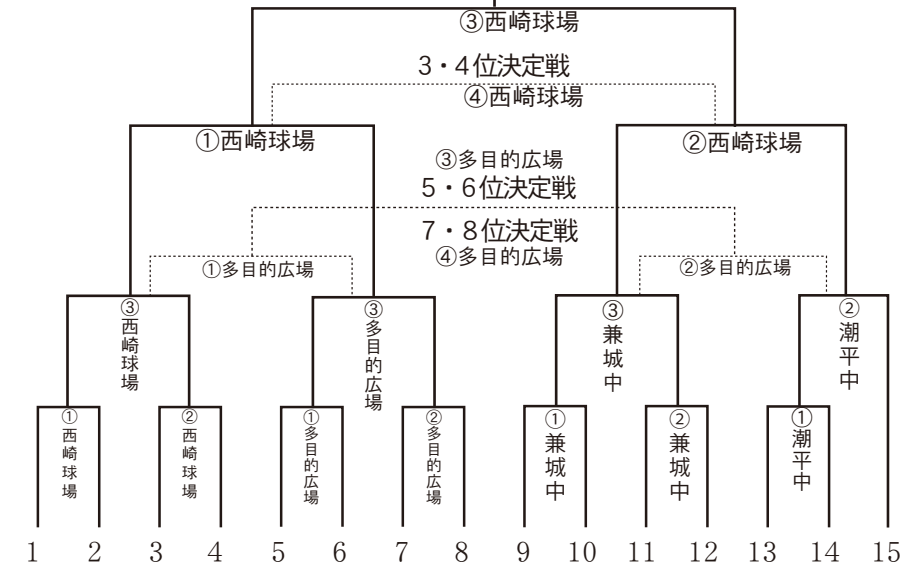 ③西崎球場
3・4位決定戦
④西崎球場
①西崎球場
②西崎球場
③多目的広場
5・6位決定戦
7・8位決定戦
④多目的広場
①多目的広場
②多目的広場
③西崎球場
③多目的広場
③兼城中
②潮平中
①西崎球場
②西崎球場
①多目的広場
②多目的広場
①兼城中
②兼城中
①潮平中
1 2 3 4 5 6 7 8 9 10 11 12 13 14 15